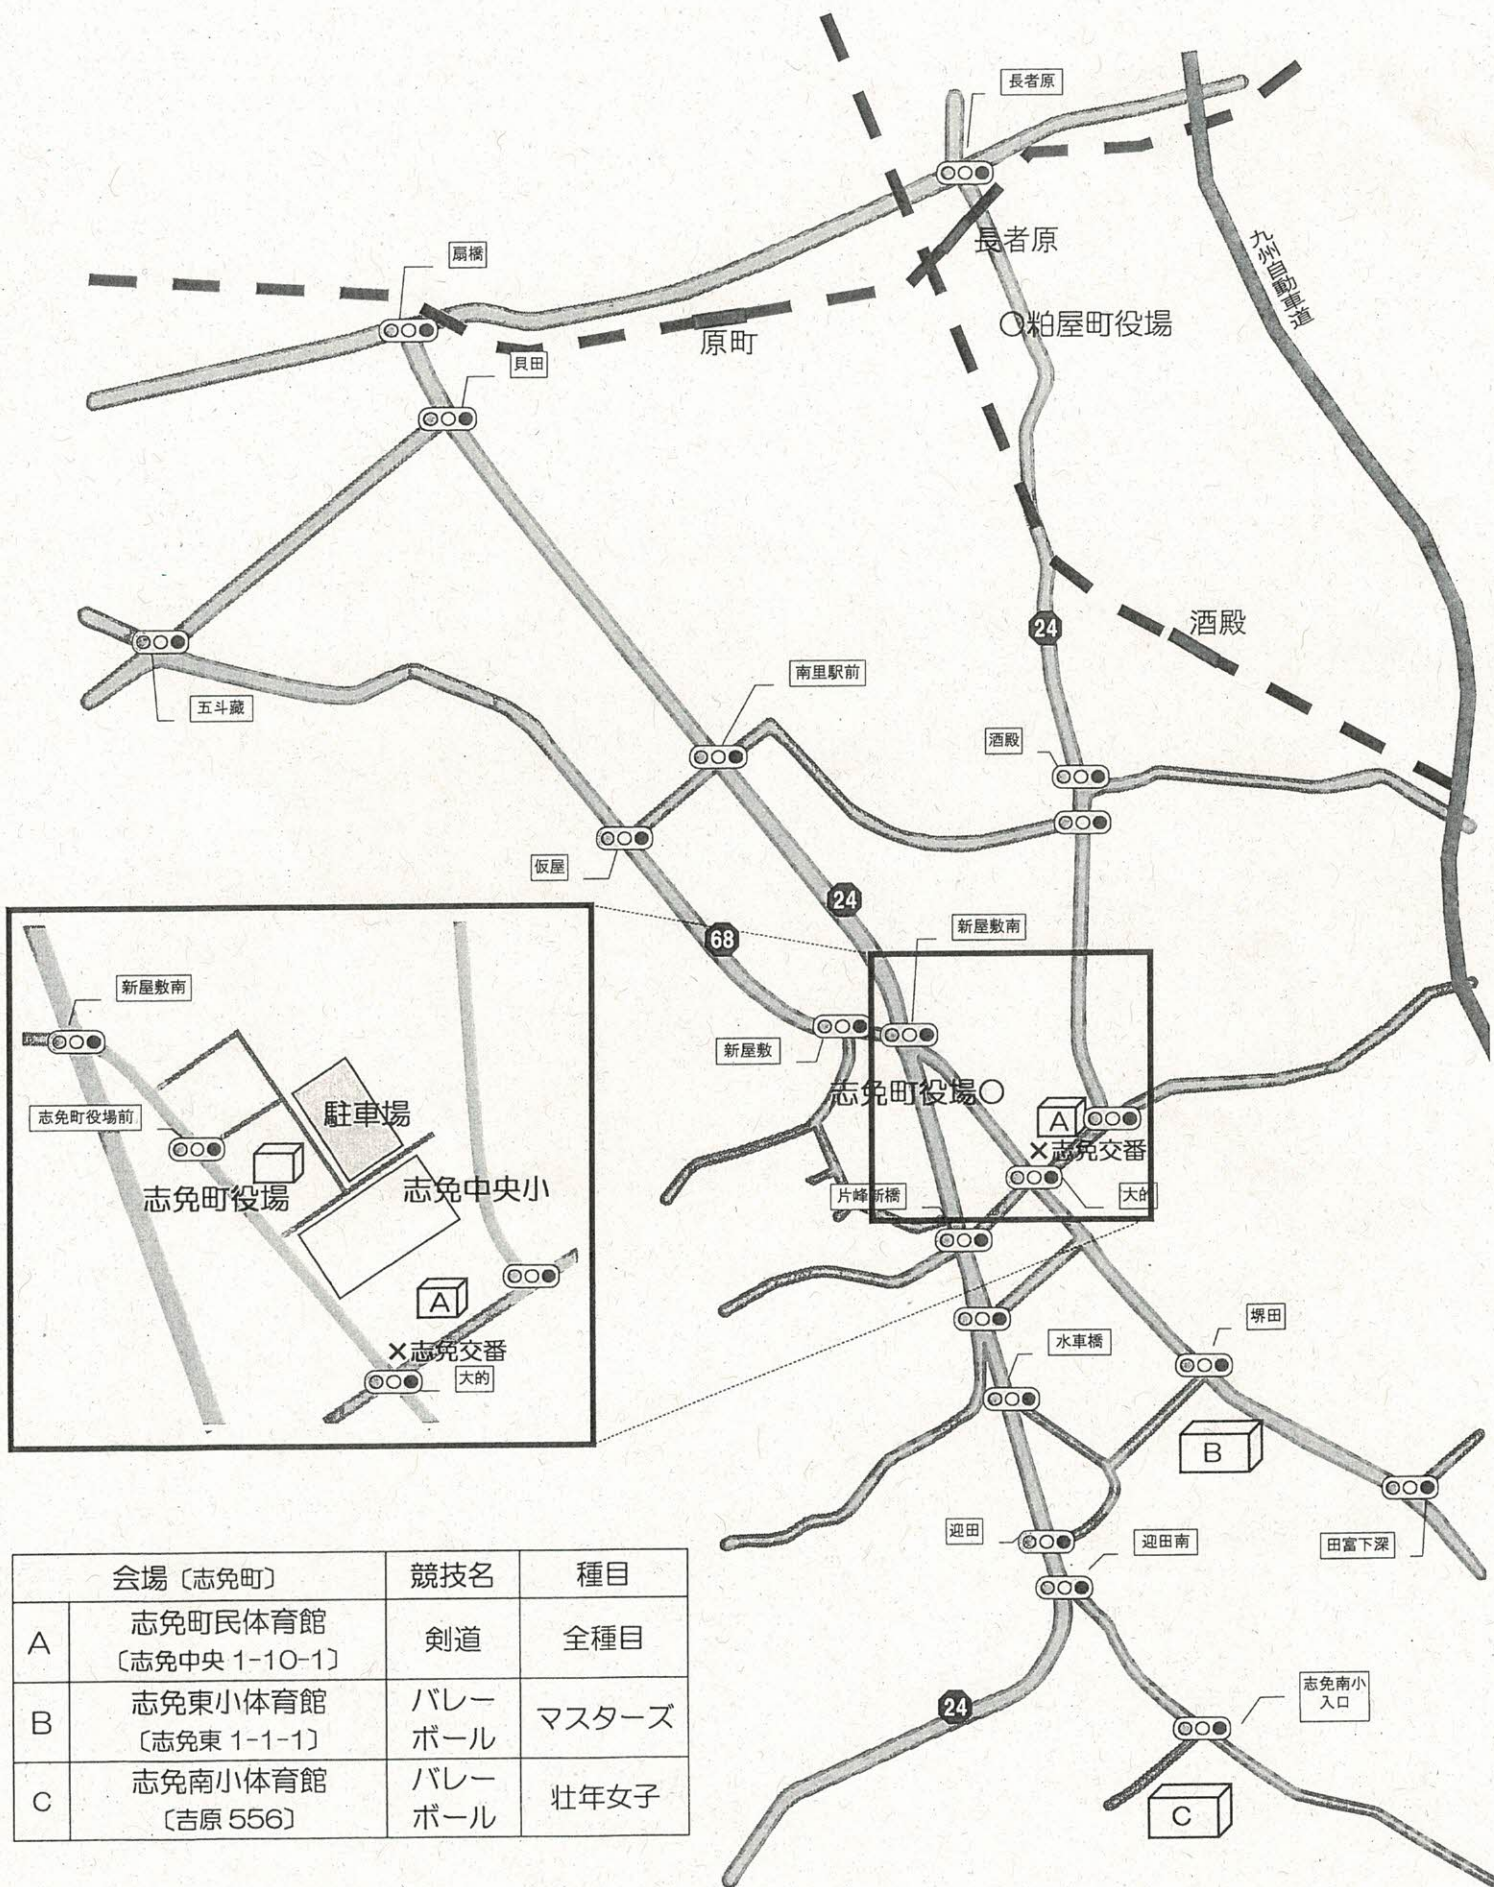 長者原
扇橋
長者原
九州自動車道
〇粕屋町役場
原町
貝田
24
酒殿
南里駅前
五斗蔵
酒殿
仮屋
24
68
新屋敷南
新屋敷
志免町役場〇
A
×志免交番
片峰新橋
大的
新屋敷南
志免町役場前
駐車場
志免町役場
志免中央小
A
×志免交番
大的
水車橋
堺田
B
迎田
迎田南
田富下深
24
志免南小
入口
C
会場〔志免町〕 競技名 種目
A 志免町民体育館 剣道 全種目
〔志免中央 1-10-1〕
B 志免東小体育館 バレー マスターズ
〔志免東 1-1-1〕 ボール
C 志免南小体育館 バレー 壮年女子
〔吉原 556〕 ボール